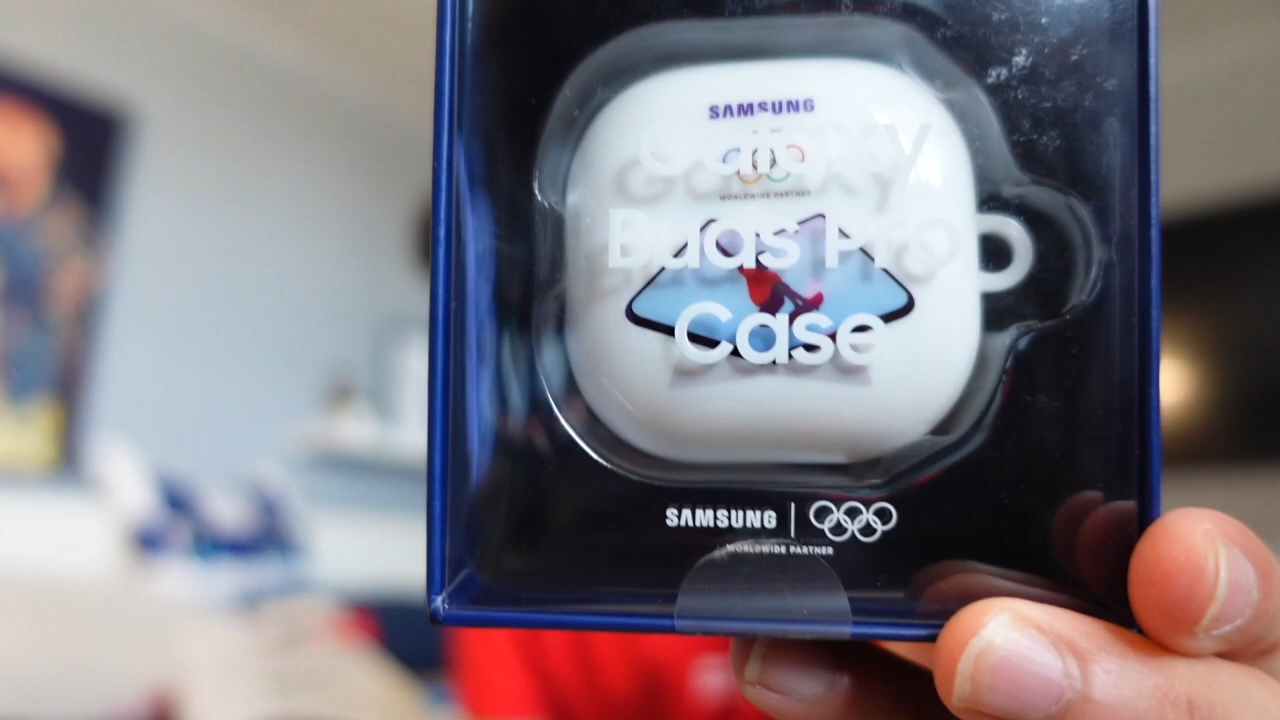 SAMSUNG
WORLDWIDE PARTNER
Galaxy
Buds Pro
Case
SAMSUNG
WORLDWIDE PARTNER